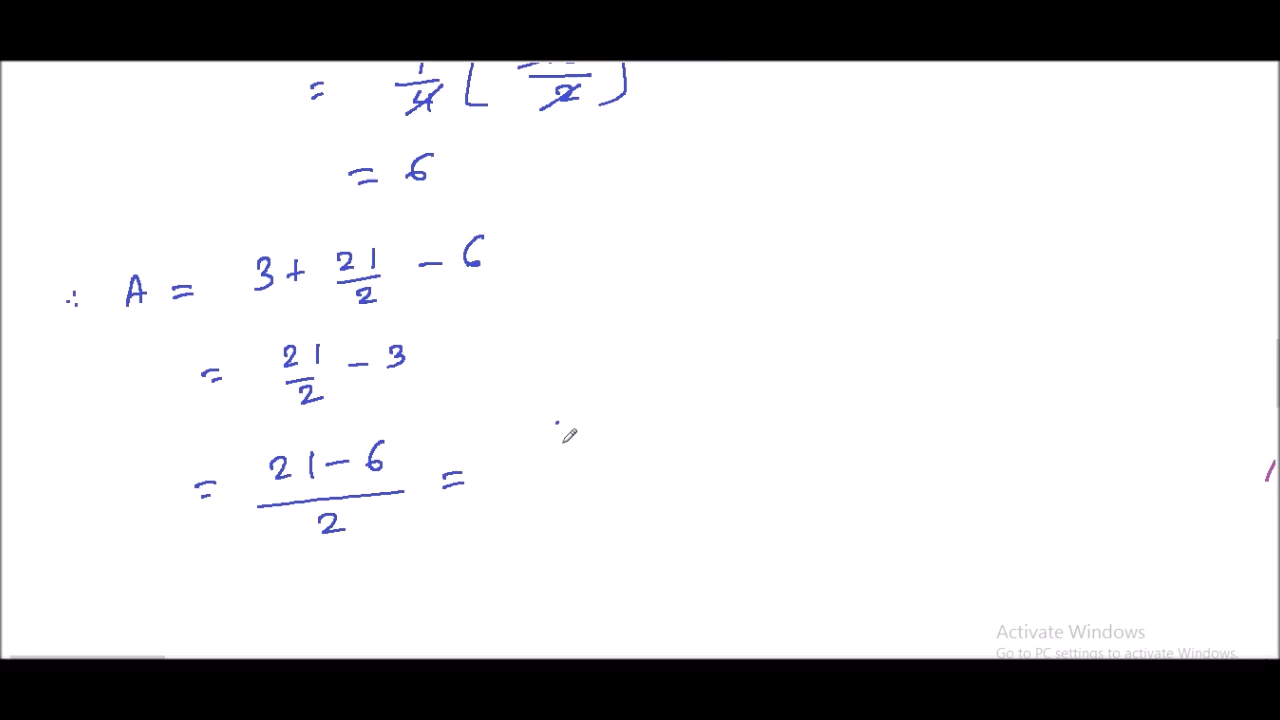 = 1/4 [ /2 )
= 6
∴ A = 3 + 21/2 - 6
= 21/2 - 3
= 21-6/2 =
Activate Windows
Go to PC settings to activate Windows.